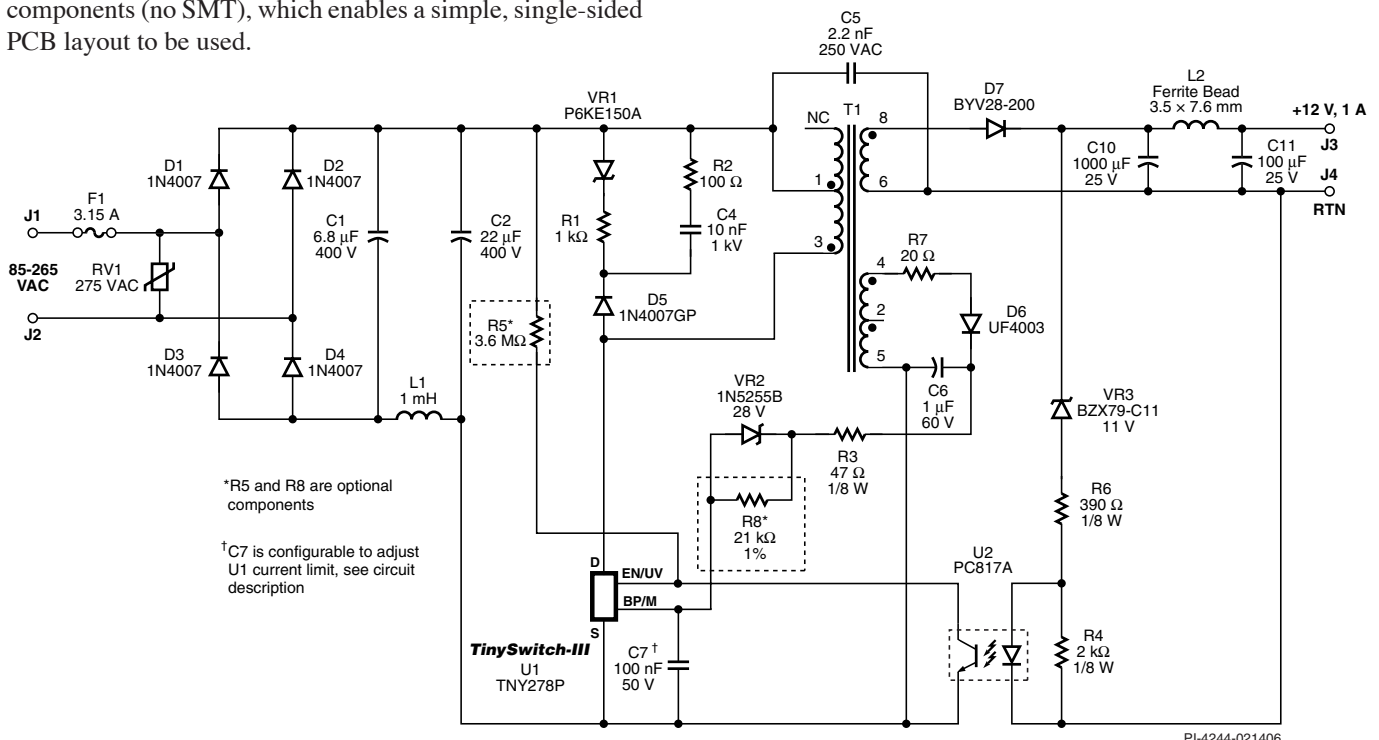 components (no SMT), which enables a simple, single-sided
PCB layout to be used.
C5
2.2 nF
250 VAC
VR1
P6KE150A
NC
T1
8
D7
BYV28-200
L2
Ferrite Bead
3.5 × 7.6 mm
+12 V, 1 A
J3
C10
1000 µF
25 V
C11
100 µF
25 V
J4
RTN
D1
1N4007
D2
1N4007
R2
100 Ω
1
6
F1
3.15 A
J1
C1
6.8 µF
400 V
C2
22 µF
400 V
R1
1 kΩ
C4
10 nF
1 kV
3
R7
20 Ω
4
85-265
VAC
RV1
275 VAC
J2
D5
1N4007GP
2
D6
UF4003
R5*
3.6 MΩ
D3
1N4007
D4
1N4007
L1
1 mH
5
C6
1 µF
60 V
VR2
1N5255B
28 V
VR3
BZX79-C11
11 V
R3
47 Ω
1/8 W
*R5 and R8 are optional
components
R8*
21 kΩ
1%
R6
390 Ω
1/8 W
†C7 is configurable to adjust
U1 current limit, see circuit
description
U2
PC817A
D
EN/UV
BP/M
S
TinySwitch-III
U1
TNY278P
C7 †
100 nF
50 V
R4
2 kΩ
1/8 W
PI-4244-021406